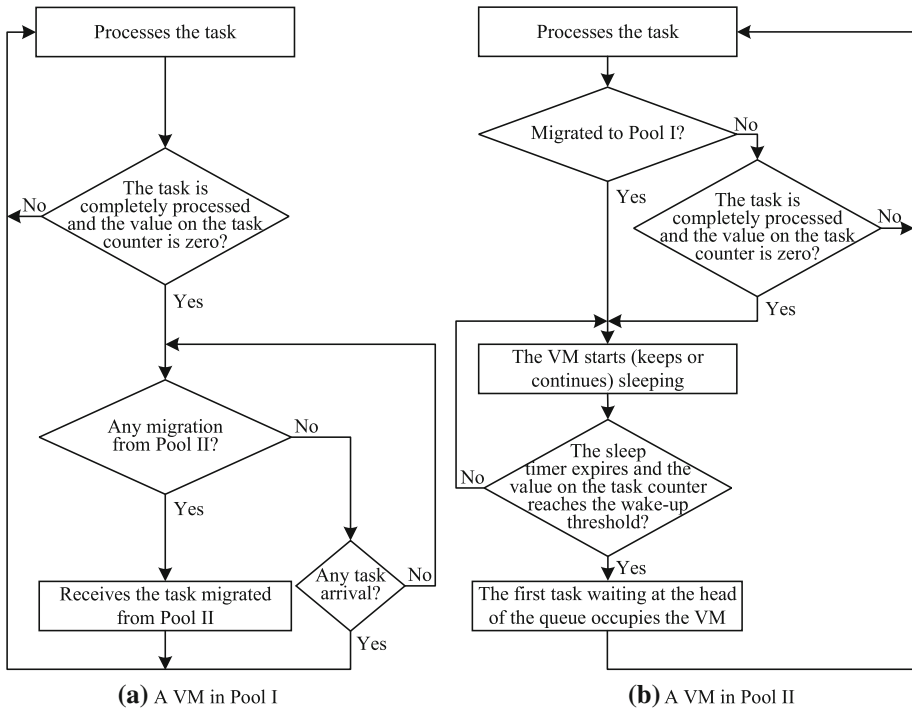 Processes the task
The task is
completely processed
and the value on the task
counter is zero?
No
Yes
Any migration
from Pool II?
No
Yes
Any task
arrival?
No
Yes
Receives the task migrated
from Pool II
(a) A VM in Pool I
Processes the task
Migrated to Pool I?
No
Yes
The task is
completely processed
and the value on the task
counter is zero?
No
Yes
The VM starts (keeps or
continues) sleeping
The sleep
timer expires and the
value on the task counter
reaches the wake-up
threshold?
No
Yes
The first task waiting at the head
of the queue occupies the VM
(b) A VM in Pool II